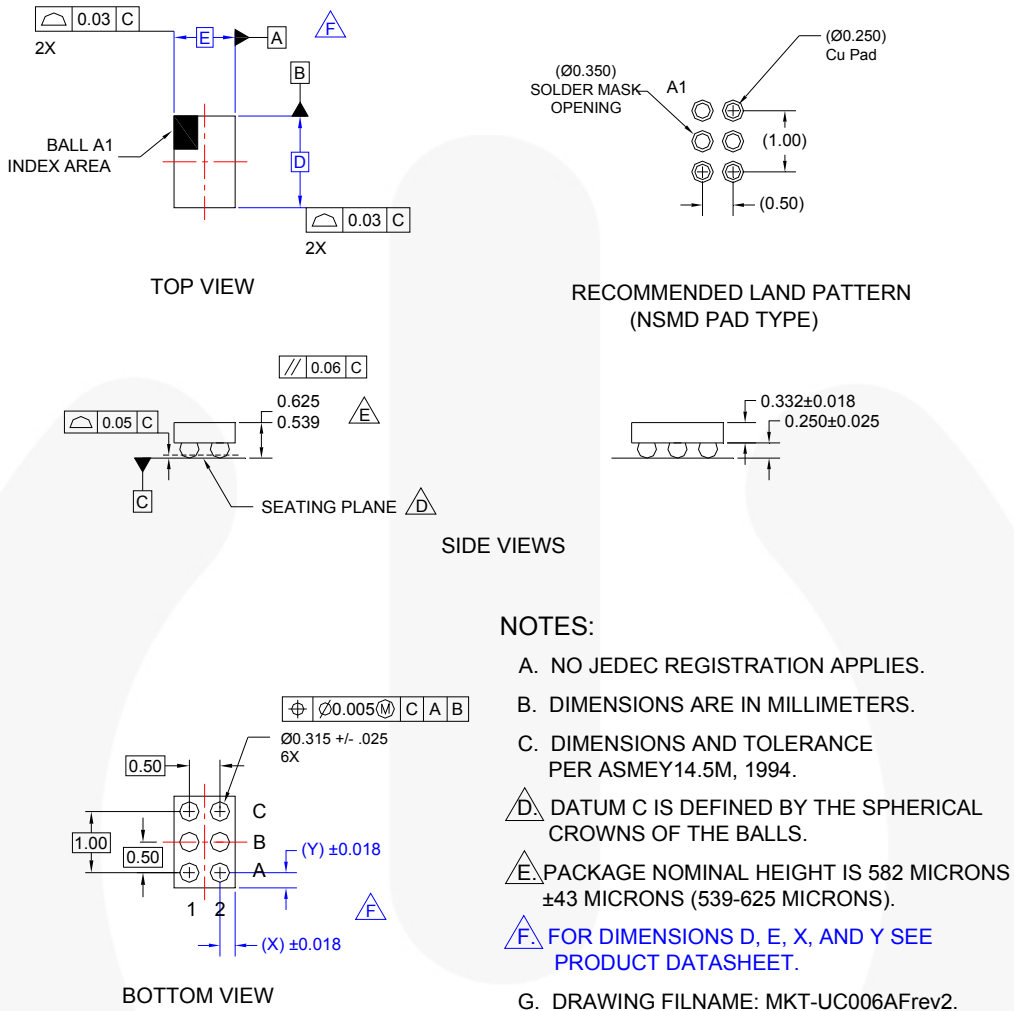 0.03 C
2X
E
A
F
B
BALL A1
INDEX AREA
D
0.03 C
2X
TOP VIEW
(Ø0.250)
Cu Pad
(Ø0.350)
SOLDER MASK
OPENING
A1
(1.00)
(0.50)
RECOMMENDED LAND PATTERN
(NSMD PAD TYPE)
// 0.06 C
0.05 C
0.625
0.539
E
C
SEATING PLANE D
0.332±0.018
0.250±0.025
SIDE VIEWS
Ø0.005Ⓜ C A B
Ø0.315 +/- .025
6X
0.50
1.00
0.50
C
B
A
1 2
(Y) ±0.018
F
(X) ±0.018
BOTTOM VIEW
NOTES:
A. NO JEDEC REGISTRATION APPLIES.
B. DIMENSIONS ARE IN MILLIMETERS.
C. DIMENSIONS AND TOLERANCE
PER ASMEY14.5M, 1994.
D. DATUM C IS DEFINED BY THE SPHERICAL
CROWNS OF THE BALLS.
E. PACKAGE NOMINAL HEIGHT IS 582 MICRONS
±43 MICRONS (539-625 MICRONS).
F. FOR DIMENSIONS D, E, X, AND Y SEE
PRODUCT DATASHEET.
G. DRAWING FILNAME: MKT-UC006AFrev2.